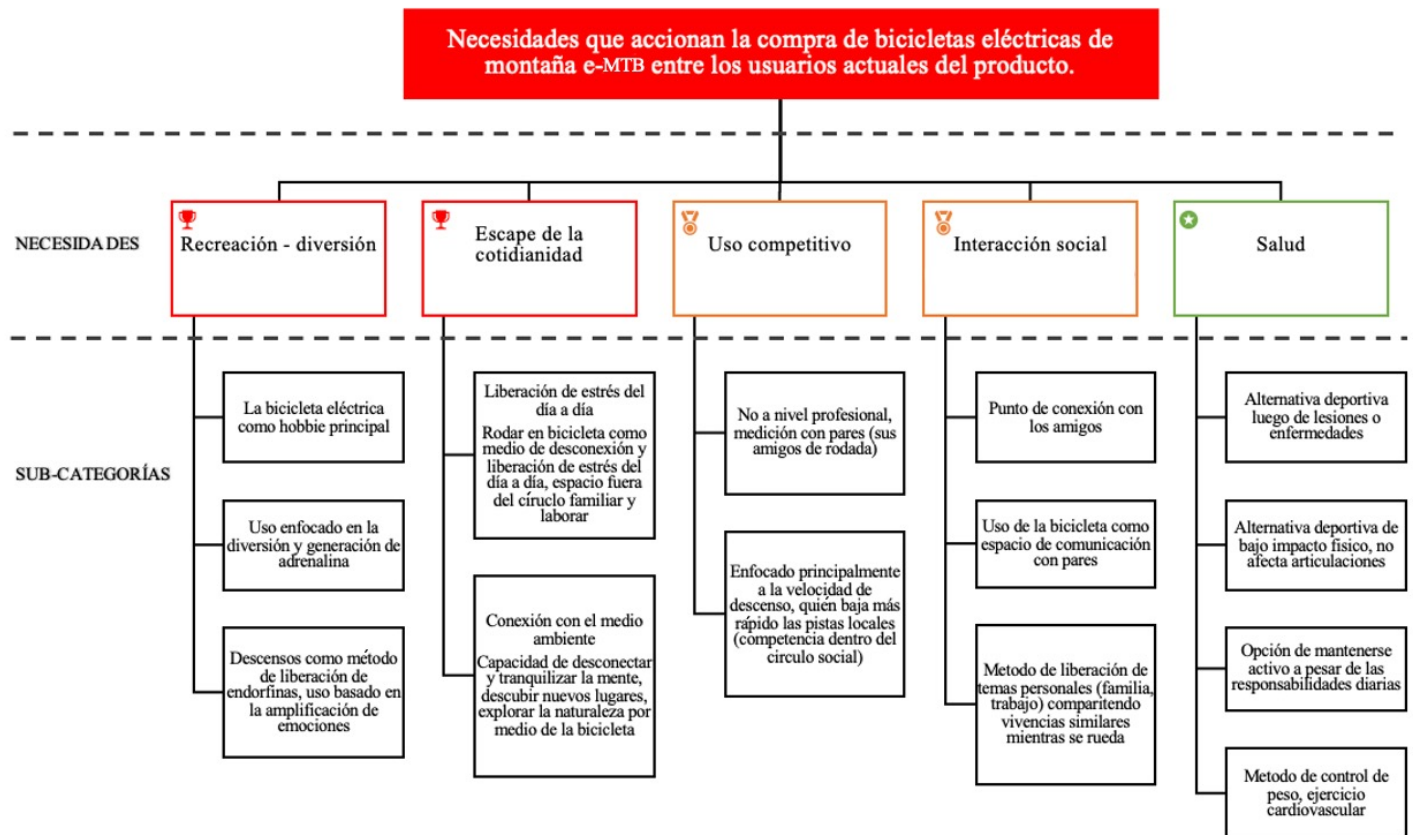 Necesidades que accionan la compra de bicicletas eléctricas de
montaña e-MTB entre los usuarios actuales del producto.
NECESIDADES
Recreación - diversión
Escape de la
cotidianidad
Uso competitivo
Interacción social
Salud
SUB-CATEGORÍAS
La bicicleta eléctrica
como hobbie principal
Uso enfocado en la
diversión y generación de
adrenalina
Descensos como método
de liberación de
endorfinas, uso basado en
la amplificación de
emociones
Liberación de estrés del
día a día
Rodar en bicicleta como
medio de desconexión y
liberación de estrés del
día a día, espacio fuera
del círuclo familiar y
laborar
Conexión con el medio
ambiente
Capacidad de desconectar
y tranquilizar la mente,
descubir nuevos lugares,
explorar la naturaleza por
medio de la bicicleta
No a nivel profesional,
medición con pares (sus
amigos de rodada)
Enfocado principalmente
a la velocidad de
descenso, quién baja más
rápido las pistas locales
(competencia dentro del
circulo social)
Punto de conexión con
los amigos
Uso de la bicicleta como
espacio de comunicación
con pares
Metodo de liberación de
temas personales (familia,
trabajo) comparitendo
vivencias similares
mientras se rueda
Alternativa deportiva
luego de lesiones o
enfermedades
Alternativa deportiva de
bajo impacto físico, no
afecta articulaciones
Opción de mantenerse
activo a pesar de las
responsabilidades diarias
Metodo de control de
peso, ejercicio
cardiovascular